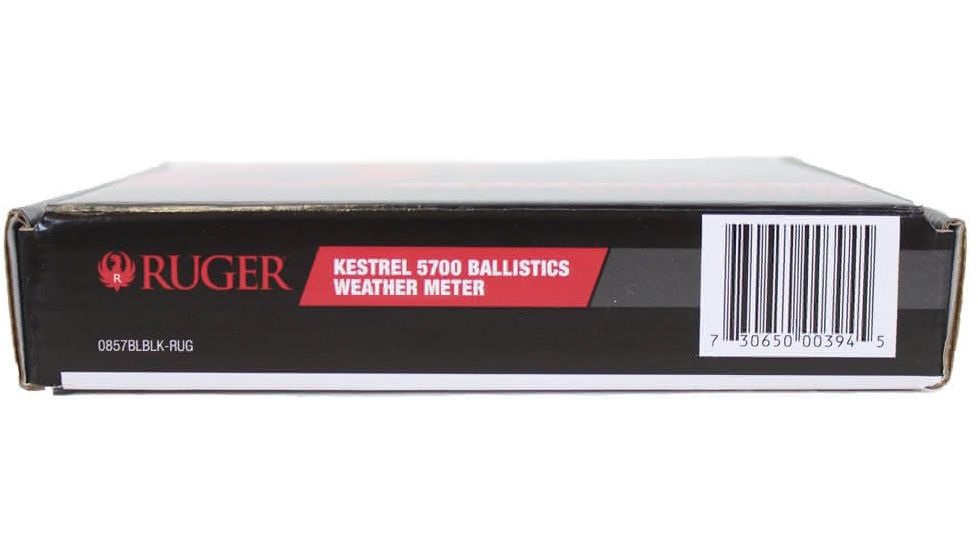 RUGER
R
KESTREL 5700 BALLISTICS
WEATHER METER
0857BLBLK-RUG
7 30650 00394 5